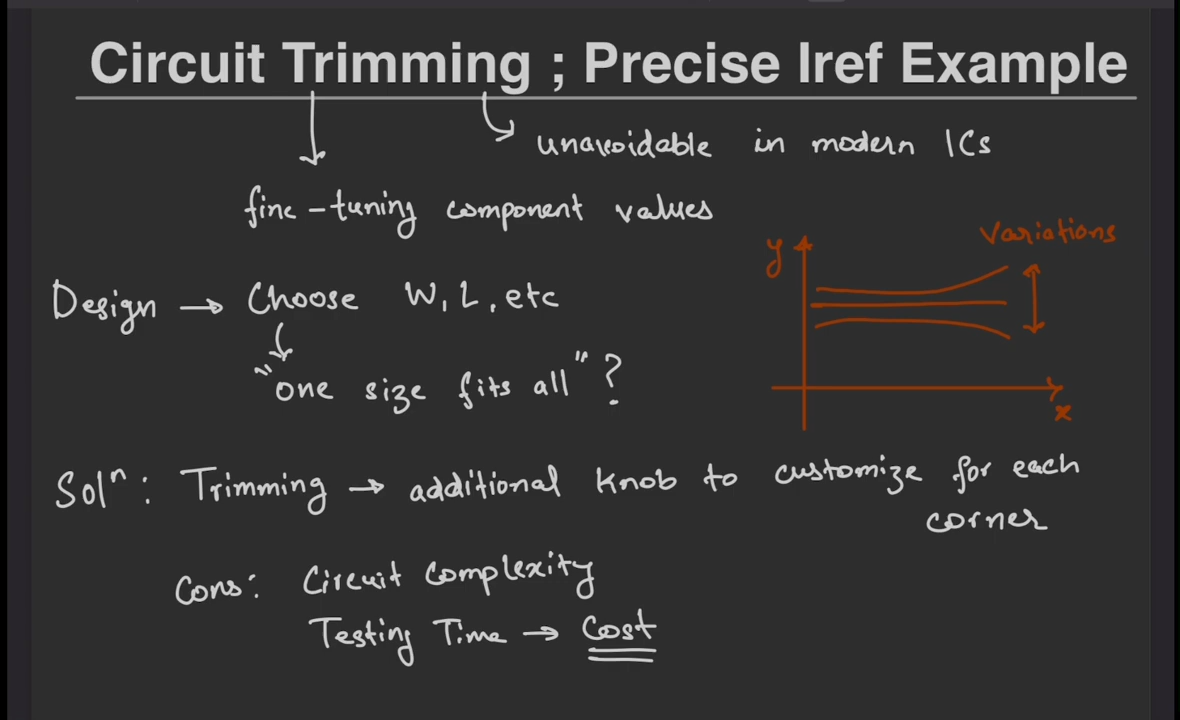 Circuit Trimming ; Precise Iref Example
unavoidable in modern ICs
fine-tuning component values
Variations
y
Design → Choose W, L, etc
"one size fits all" ?
x
Solⁿ : Trimming → additional knob to customize for each
corner
Cons: Circuit Complexity
Testing Time → Cost